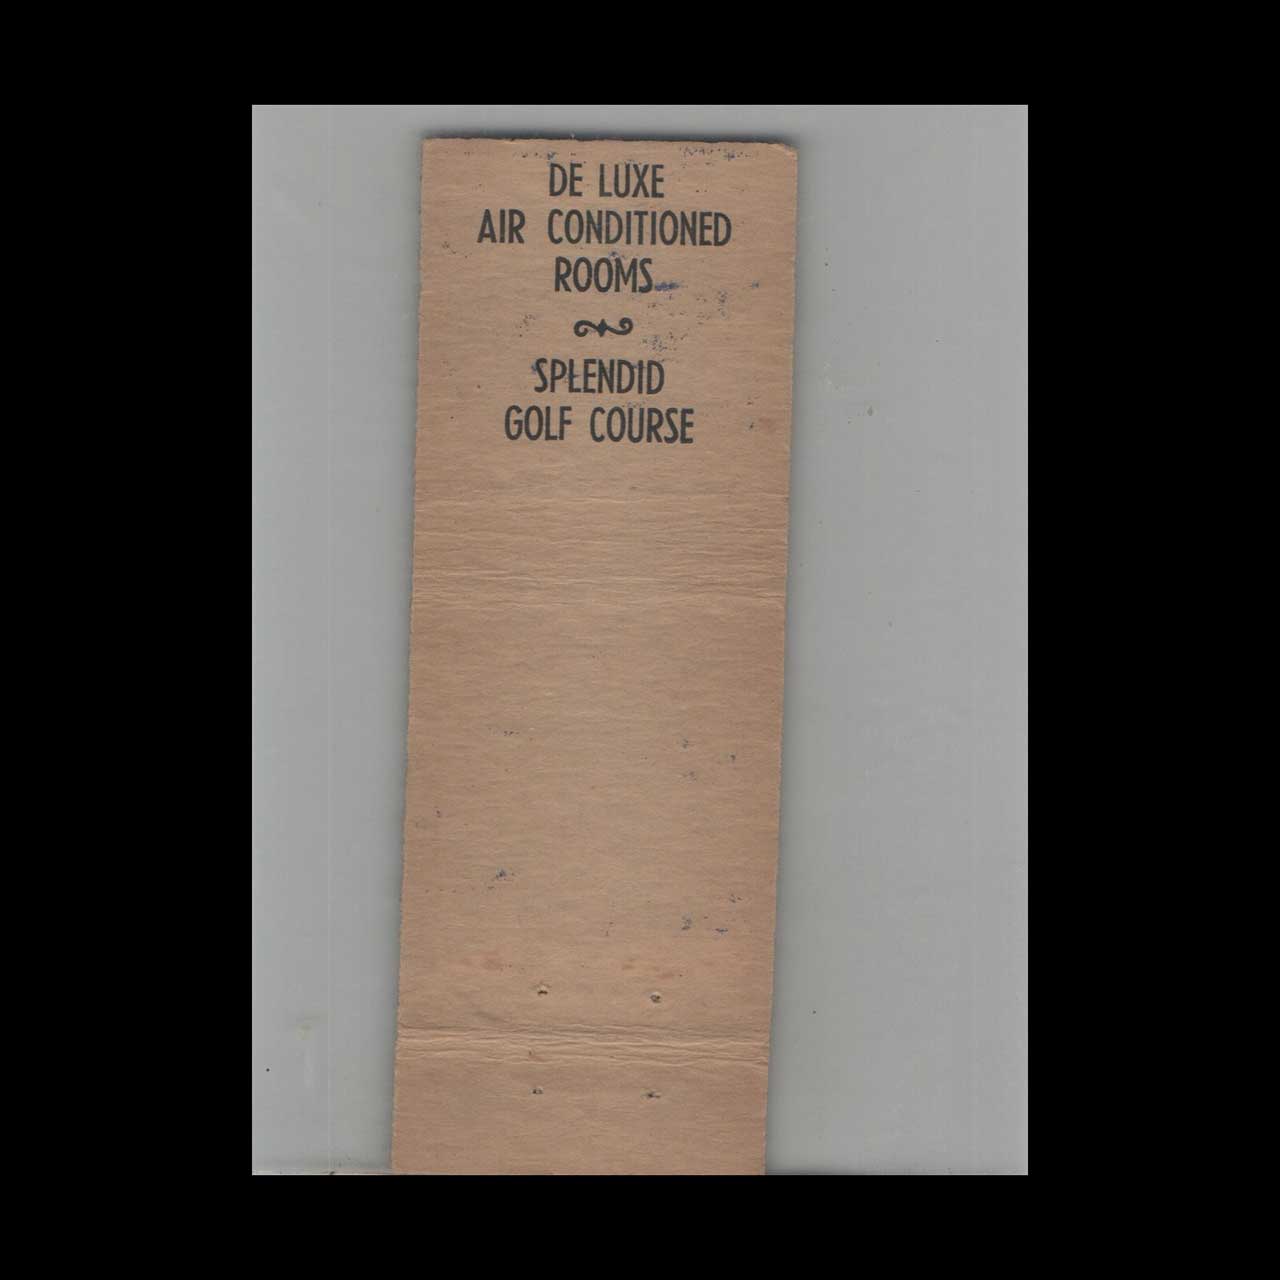 DE LUXE
AIR CONDITIONED
ROOMS
SPLENDID
GOLF COURSE